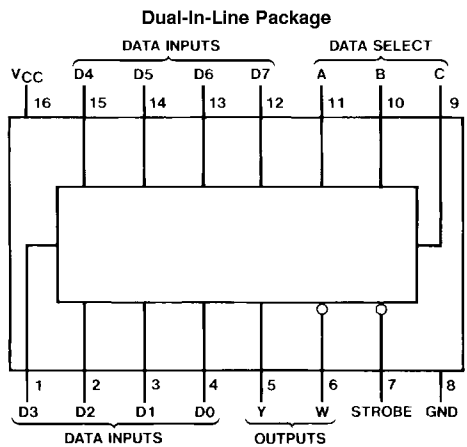 Dual-In-Line Package
DATA INPUTS DATA SELECT
VCC D4 D5 D6 D7 A B C
16 15 14 13 12 11 10 9
1 2 3 4 5 6 7 8
D3 D2 D1 D0 Y W STROBE GND
DATA INPUTS OUTPUTS